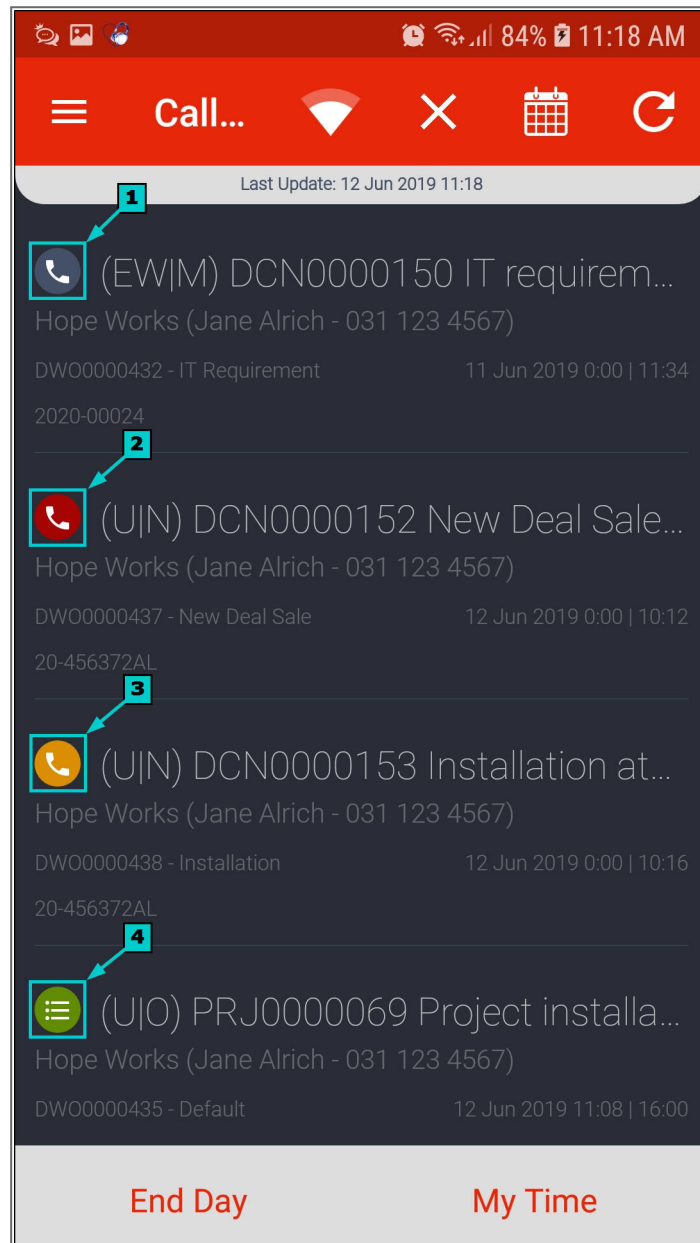 84% 11:18 AM
Call...
Last Update: 12 Jun 2019 11:18
1
(EW|M) DCN0000150 IT requirem...
Hope Works (Jane Alrich - 031 123 4567)
DWO0000432 - IT Requirement 11 Jun 2019 0:00 | 11:34
2020-00024
2
(U|N) DCN0000152 New Deal Sale...
Hope Works (Jane Alrich - 031 123 4567)
DWO0000437 - New Deal Sale 12 Jun 2019 0:00 | 10:12
20-456372AL
3
(U|N) DCN0000153 Installation at...
Hope Works (Jane Alrich - 031 123 4567)
DWO0000438 - Installation 12 Jun 2019 0:00 | 10:16
20-456372AL
4
(U|O) PRJ0000069 Project installa...
Hope Works (Jane Alrich - 031 123 4567)
DWO0000435 - Default 12 Jun 2019 11:08 | 16:00
End Day My Time